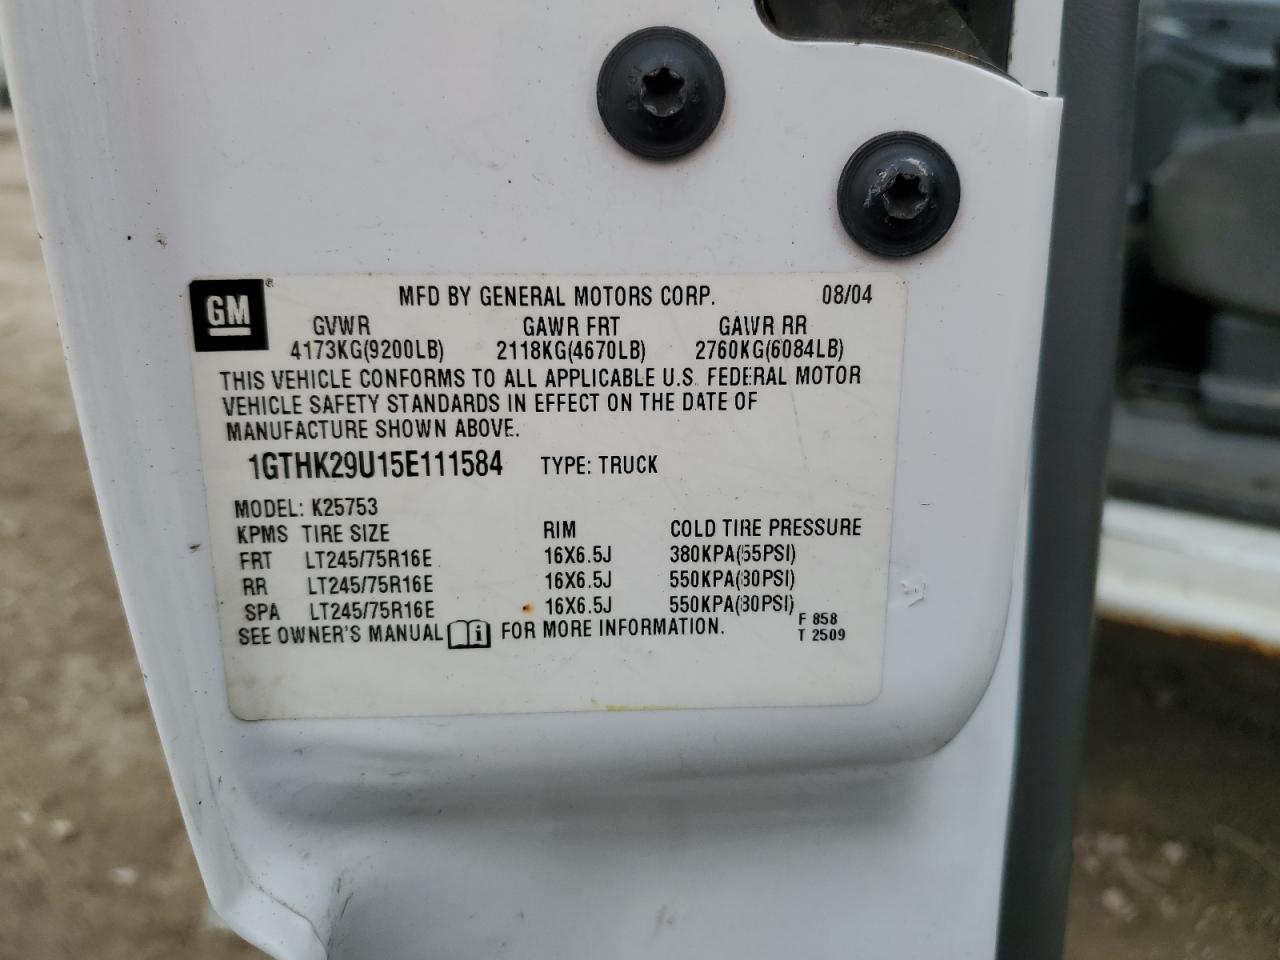 GM ® MFD BY GENERAL MOTORS CORP. 08/04
GVWR GAWR FRT GAWR RR
4173KG(9200LB) 2118KG(4670LB) 2760KG(6084LB)
THIS VEHICLE CONFORMS TO ALL APPLICABLE U.S. FEDERAL MOTOR
VEHICLE SAFETY STANDARDS IN EFFECT ON THE DATE OF
MANUFACTURE SHOWN ABOVE.
1GTHK29U15E111584 TYPE: TRUCK
MODEL: K25753
KPMS TIRE SIZE RIM COLD TIRE PRESSURE
FRT LT245/75R16E 16X6.5J 380KPA(55PSI)
RR LT245/75R16E 16X6.5J 550KPA(80PSI)
SPA LT245/75R16E 16X6.5J 550KPA(80PSI)
SEE OWNER'S MANUAL i FOR MORE INFORMATION.
F 858
T 2509